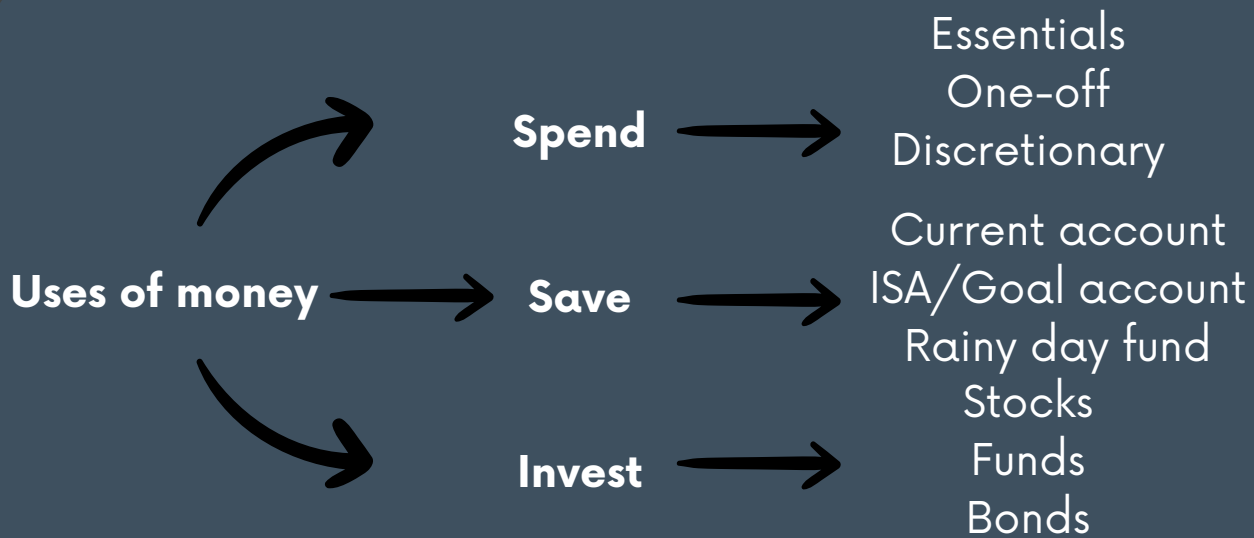 Uses of money
Spend
Essentials
One-off
Discretionary
Save
Current account
ISA/Goal account
Rainy day fund
Invest
Stocks
Funds
Bonds